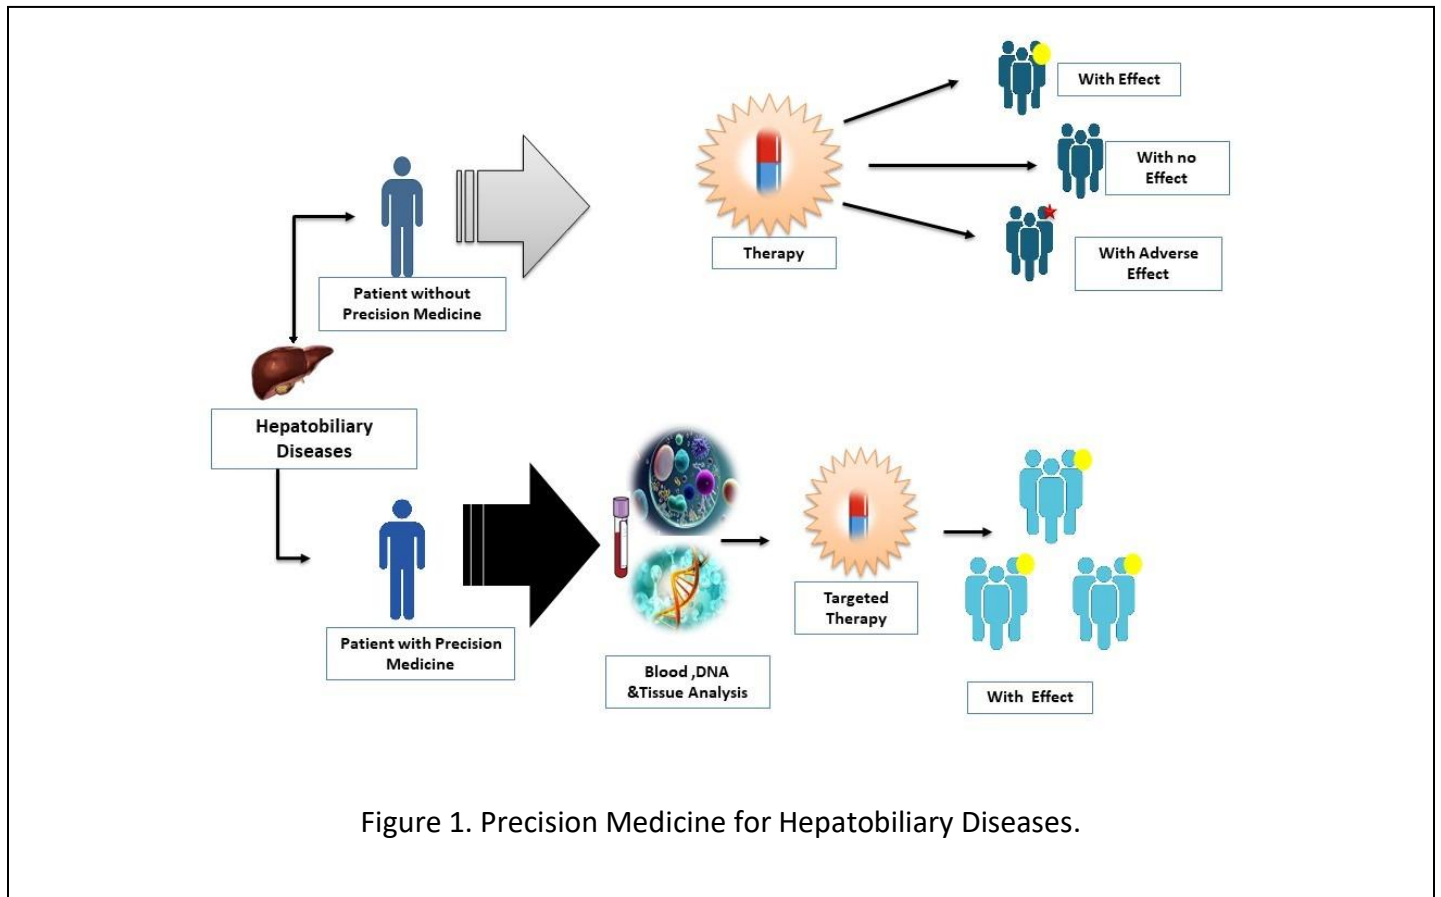 With Effect
With no
Effect
Therapy
With Adverse
Effect
Patient without
Precision Medicine
Hepatobiliary
Diseases
Patient with Precision
Medicine
Blood ,DNA
&Tissue Analysis
Targeted
Therapy
With  Effect
Figure 1. Precision Medicine for Hepatobiliary Diseases.